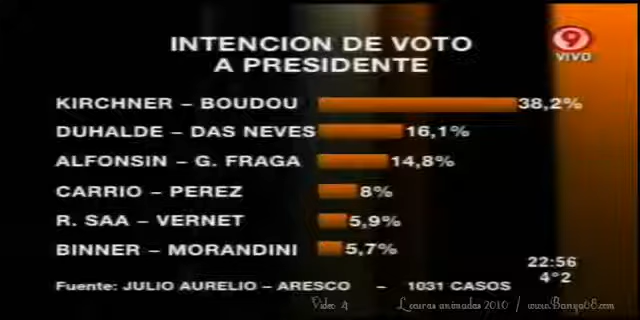 INTENCION DE VOTO
A PRESIDENTE
9
VIVO
KIRCHNER – BOUDOU 38,2%
DUHALDE – DAS NEVES 16,1%
ALFONSIN – G. FRAGA 14,8%
CARRIO – PEREZ 8%
R. SAA – VERNET 5,9%
BINNER – MORANDINI 5,7%
22:56
4°2
Fuente: JULIO AURELIO – ARESCO – 1031 CASOS
Video 4 Locuras animadas 2010 / www.Banyo68.com